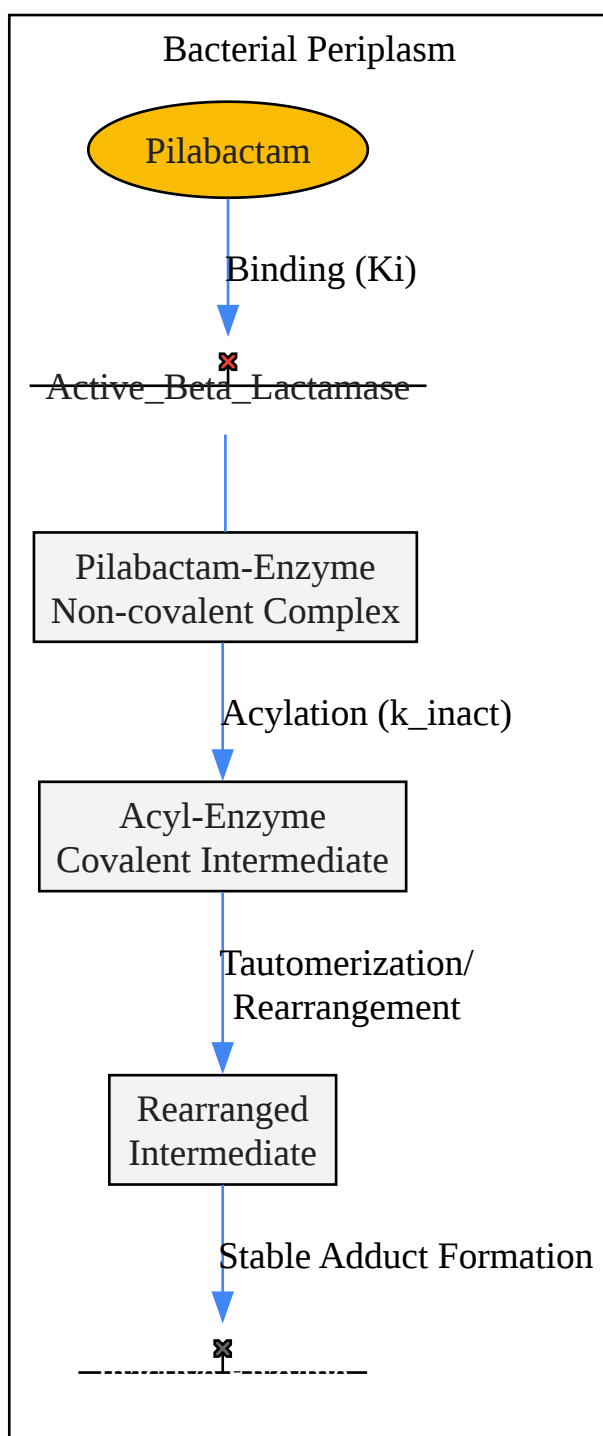 Bacterial Periplasm
Pilabactam
Binding (Ki)
Active_Beta_Lactamase
Pilabactam-Enzyme
Non-covalent Complex
Acylation (k_inact)
Acyl-Enzyme
Covalent Intermediate
Tautomerization/
Rearrangement
Rearranged
Intermediate
Stable Adduct Formation